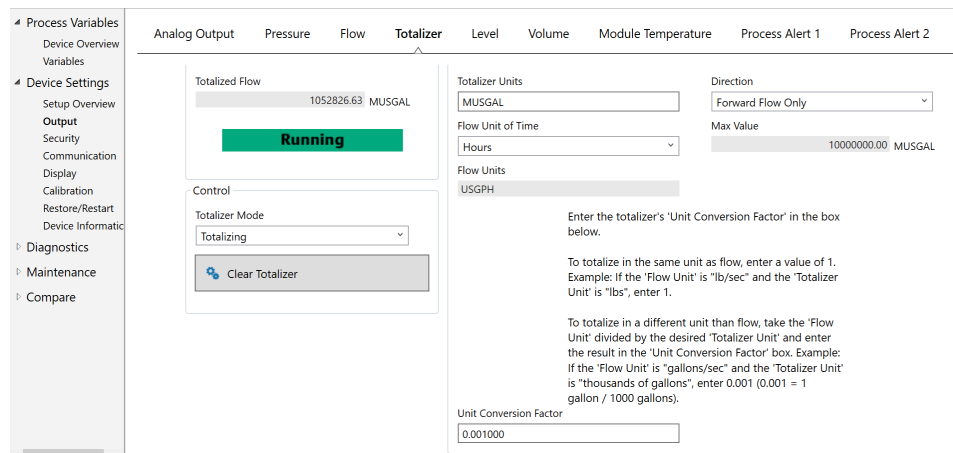 Process Variables
Device Overview
Variables
Device Settings
Setup Overview
Output
Security
Communication
Display
Calibration
Restore/Restart
Device Informatic
Diagnostics
Maintenance
Compare
Analog Output Pressure Flow Totalizer Level Volume Module Temperature Process Alert 1 Process Alert 2
Totalized Flow
1052826.63 MUSGAL
Running
Control
Totalizer Mode
Totalizing
Clear Totalizer
Totalizer Units
MUSGAL
Flow Unit of Time
Hours
Flow Units
USGPH
Direction
Forward Flow Only
Max Value
10000000.00 MUSGAL
Enter the totalizer's 'Unit Conversion Factor' in the box
below.
To totalize in the same unit as flow, enter a value of 1.
Example: If the 'Flow Unit' is "lb/sec" and the 'Totalizer
Unit' is "lbs", enter 1.
To totalize in a different unit than flow, take the 'Flow
Unit' divided by the desired 'Totalizer Unit' and enter
the result in the 'Unit Conversion Factor' box. Example:
If the 'Flow Unit' is "gallons/sec" and the 'Totalizer Unit'
is "thousands of gallons", enter 0.001 (0.001 = 1
gallon / 1000 gallons).
Unit Conversion Factor
0.001000